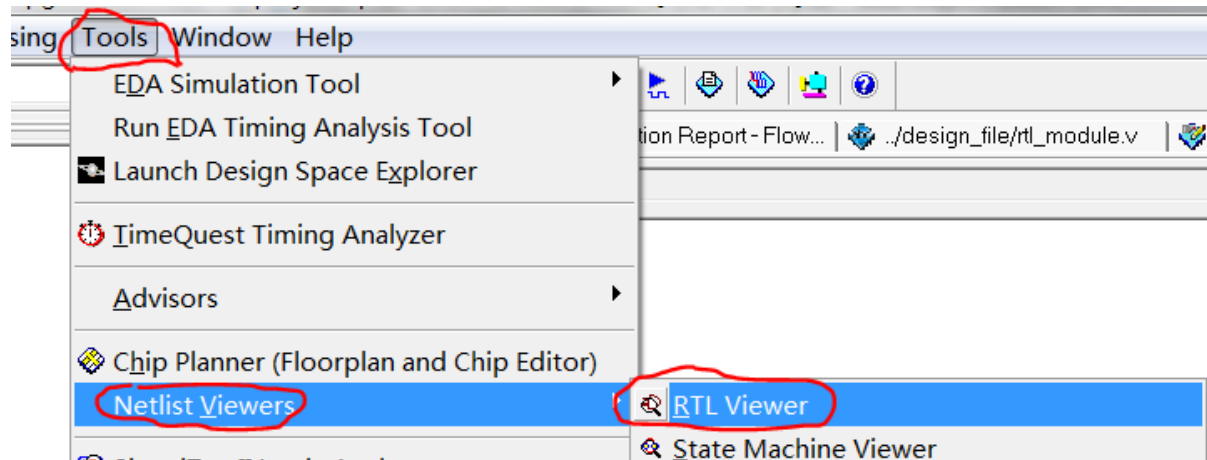 sing Tools Window Help
EDA Simulation Tool
Run EDA Timing Analysis Tool
tion Report - Flow... ../design_file/rtl_module.v
Launch Design Space Explorer
TimeQuest Timing Analyzer
Advisors
Chip Planner (Floorplan and Chip Editor)
Netlist Viewers RTL Viewer
State Machine Viewer